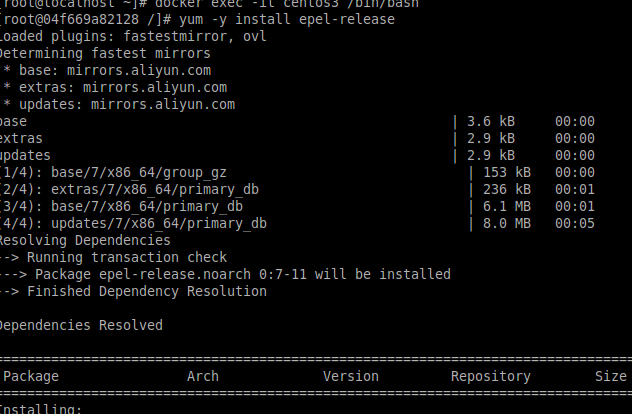 [root@localhost ~]# docker exec -it centos3 /bin/bash
[root@04f669a82128 /]# yum -y install epel-release
Loaded plugins: fastestmirror, ovl
Determining fastest mirrors
* base: mirrors.aliyun.com
* extras: mirrors.aliyun.com
* updates: mirrors.aliyun.com
base | 3.6 kB 00:00
extras | 2.9 kB 00:00
updates | 2.9 kB 00:00
(1/4): base/7/x86_64/group_gz | 153 kB 00:00
(2/4): extras/7/x86_64/primary_db | 236 kB 00:01
(3/4): base/7/x86_64/primary_db | 6.1 MB 00:01
(4/4): updates/7/x86_64/primary_db | 8.0 MB 00:05
Resolving Dependencies
--> Running transaction check
---> Package epel-release.noarch 0:7-11 will be installed
--> Finished Dependency Resolution
Dependencies Resolved
================================================================================
Package Arch Version Repository Size
================================================================================
Installing: